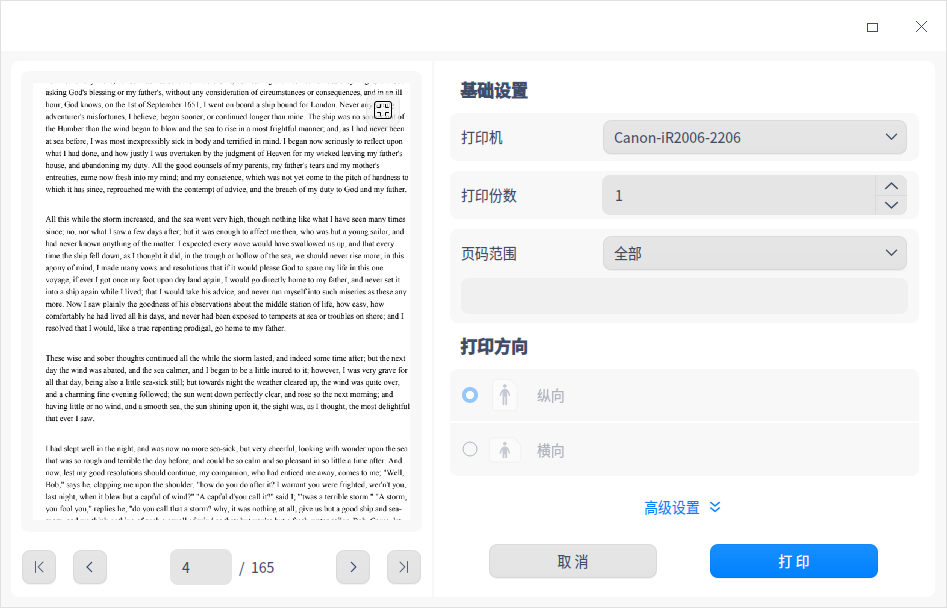 asking God's blessing or my father's, without any consideration of circumstances or consequences, and in an ill
hour, God knows, on the 1st of September 1651, I went on board a ship bound for London. Never any
adventurer's misfortunes, I believe, began sooner, or continued longer than mine. The ship was no soo of
the Humber than the wind began to blow and the sea to rise in a most frightful manner; and, as I had never been
at sea before, I was most inexpressibly sick in body and terrified in mind. I began now seriously to reflect upon
what I had done, and how justly I was overtaken by the judgment of Heaven for my wicked leaving my father's
house, and abandoning my duty. All the good counsels of my parents, my father's tears and my mother's
entreaties, came now fresh into my mind; and my conscience, which was not yet come to the pitch of hardness to
which it has since, reproached me with the contempt of advice, and the breach of my duty to God and my father.
All this while the storm increased, and the sea went very high, though nothing like what I have seen many times
since; no, nor what I saw a few days after; but it was enough to affect me then, who was but a young sailor, and
had never known anything of the matter. I expected every wave would have swallowed us up, and that every
time the ship fell down, as I thought it did, in the trough or hollow of the sea, we should never rise more; in this
agony of mind, I made many vows and resolutions that if it would please God to spare my life in this one
voyage, if ever I got once my foot upon dry land again, I would go directly home to my father, and never set it
into a ship again while I lived; that I would take his advice, and never run myself into such miseries as these any
more. Now I saw plainly the goodness of his observations about the middle station of life, how easy, how
comfortably he had lived all his days, and never had been exposed to tempests at sea or troubles on shore; and I
resolved that I would, like a true repenting prodigal, go home to my father.
These wise and sober thoughts continued all the while the storm lasted, and indeed some time after; but the next
day the wind was abated, and the sea calmer, and I began to be a little inured to it; however, I was very grave for
all that day, being also a little sea-sick still; but towards night the weather cleared up, the wind was quite over,
and a charming fine evening followed; the sun went down perfectly clear, and rose so the next morning; and
having little or no wind, and a smooth sea, the sun shining upon it, the sight was, as I thought, the most delightful
that ever I saw.
I had slept well in the night, and was now no more sea-sick, but very cheerful, looking with wonder upon the sea
that was so rough and terrible the day before, and could be so calm and so pleasant in so little a time after. And
now, lest my good resolutions should continue, my companion, who had enticed me away, comes to me; "Well,
Bob," says he, clapping me upon the shoulder, "how do you do after it? I warrant you were frighted, wer'n't you,
last night, when it blew but a capful of wind?" "A capful d'you call it?" said I; "'twas a terrible storm." "A storm,
you fool you," replies he, "do you call that a storm? why, it was nothing at all; give us but a good ship and sea-
4 / 165
基础设置
打印机 Canon-iR2006-2206
打印份数 1
页码范围 全部
打印方向
纵向
横向
高级设置
取消 打印